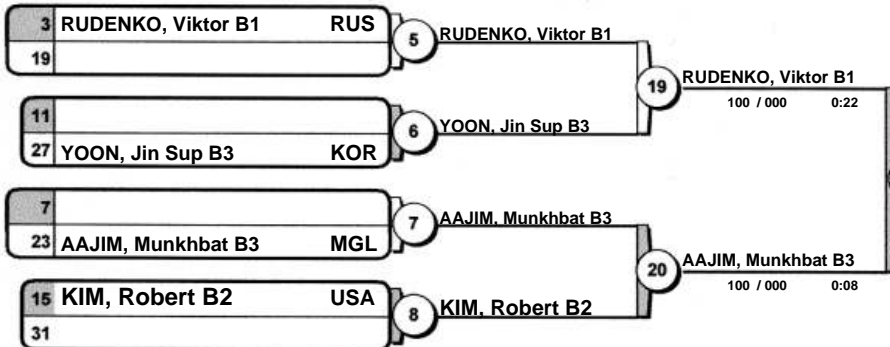 3 RUDENKO, Viktor B1 RUS
19
5 RUDENKO, Viktor B1
11
27 YOON, Jin Sup B3 KOR
6 YOON, Jin Sup B3
19 RUDENKO, Viktor B1
100 / 000 0:22
7
23 AAJIM, Munkhbat B3 MGL
7 AAJIM, Munkhbat B3
15 KIM, Robert B2 USA
31
8 KIM, Robert B2
20 AAJIM, Munkhbat B3
100 / 000 0:08